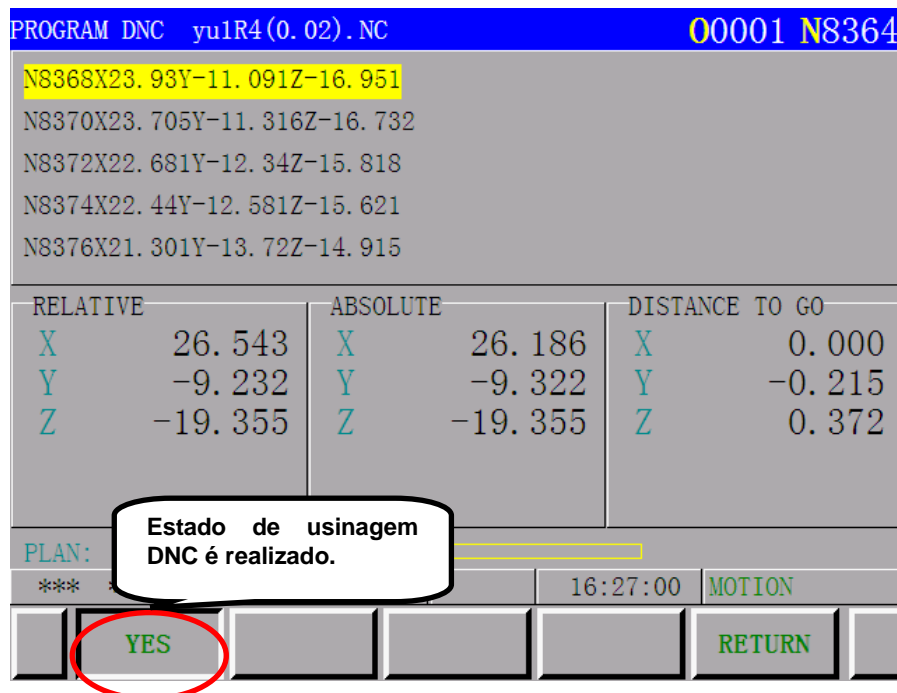 PROGRAM DNC yu1R4(0.02).NC O0001 N8364
N8368X23.93Y-11.091Z-16.951
N8370X23.705Y-11.316Z-16.732
N8372X22.681Y-12.34Z-15.818
N8374X22.44Y-12.581Z-15.621
N8376X21.301Y-13.72Z-14.915
RELATIVE ABSOLUTE DISTANCE TO GO
X 26.543 X 26.186 X 0.000
Y -9.232 Y -9.322 Y -0.215
Z -19.355 Z -19.355 Z 0.372
Estado de usinagem
DNC é realizado.
PLAN:
*** * 16:27:00 MOTION
YES RETURN